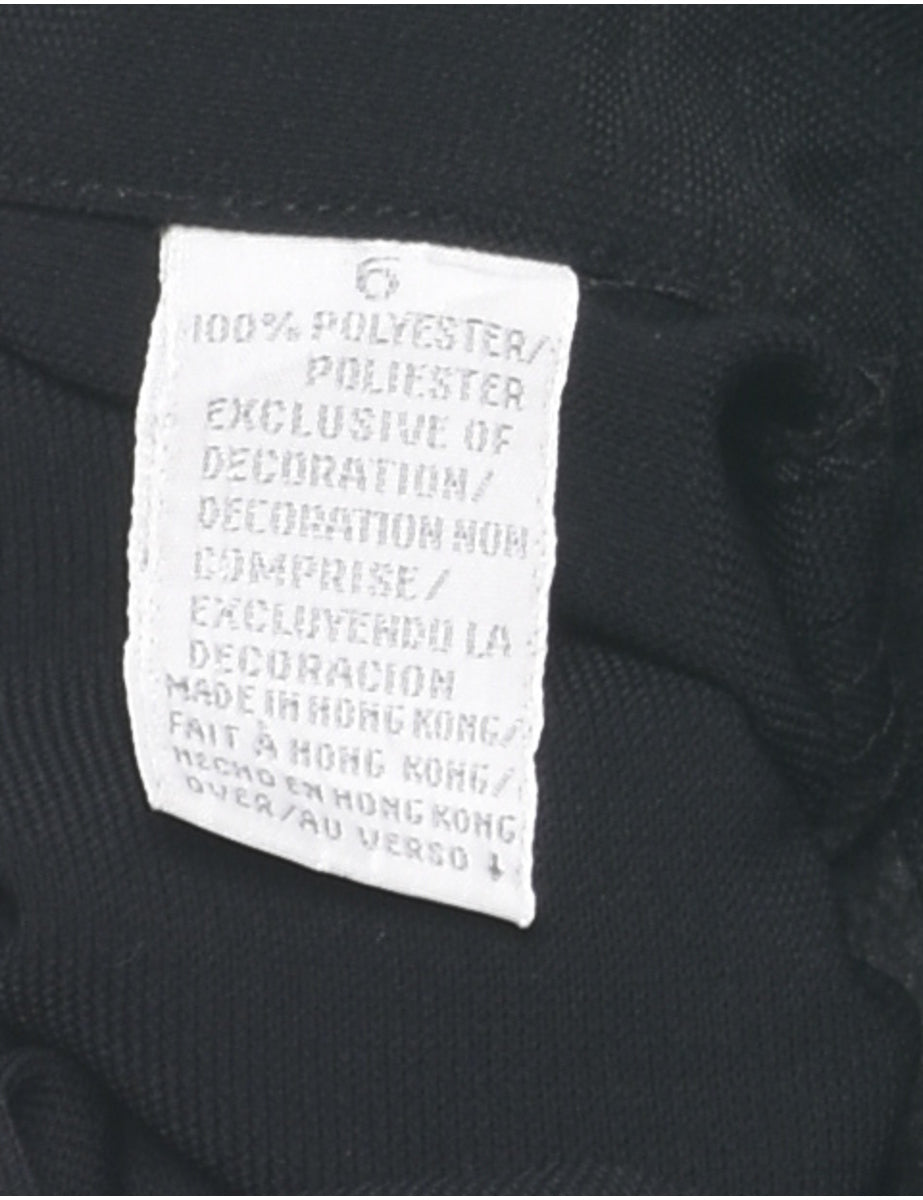 6
100% POLYESTER/
POLIESTER
EXCLUSIVE OF
DECORATION/
DECORATION NON
COMPRISE/
EXCLUYENDO LA
DECORACION
MADE IN HONG KONG/
FAIT À HONG KONG/
HECHO EN HONG KONG
OVER/AU VERSO ↓